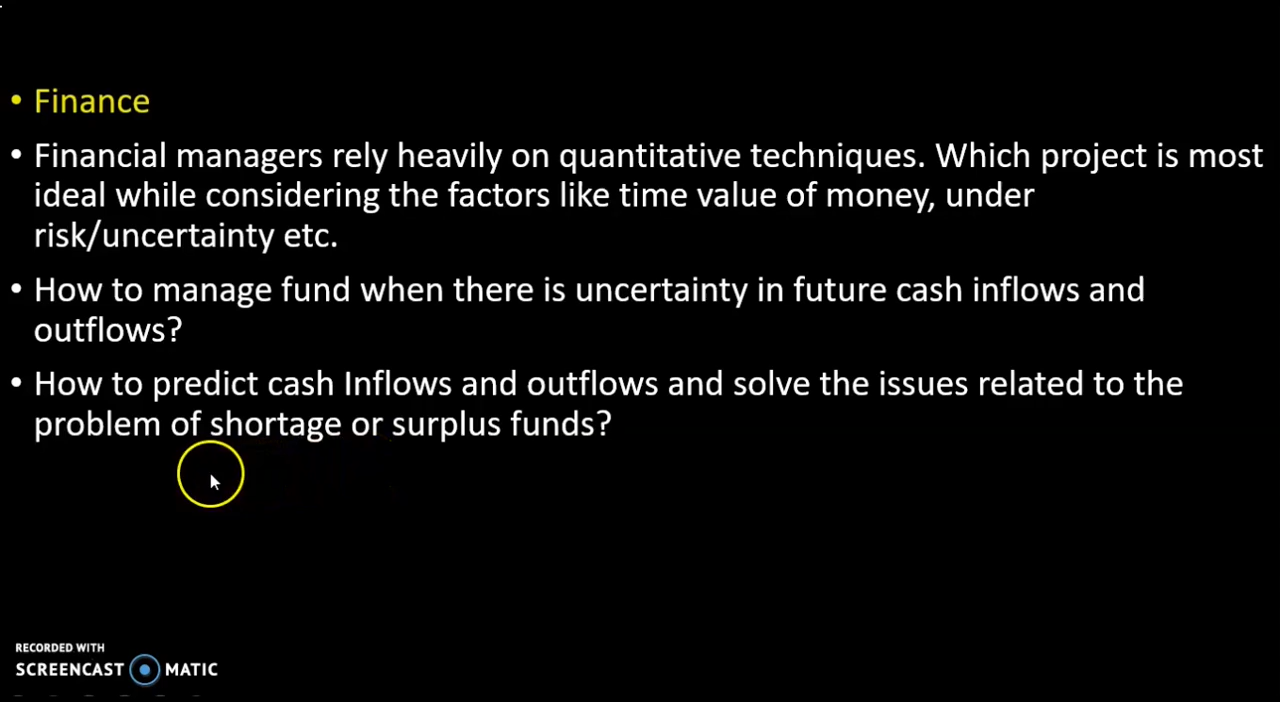 • Finance
• Financial managers rely heavily on quantitative techniques. Which project is most
ideal while considering the factors like time value of money, under
risk/uncertainty etc.
• How to manage fund when there is uncertainty in future cash inflows and
outflows?
• How to predict cash Inflows and outflows and solve the issues related to the
problem of shortage or surplus funds?
RECORDED WITH
SCREENCAST MATIC